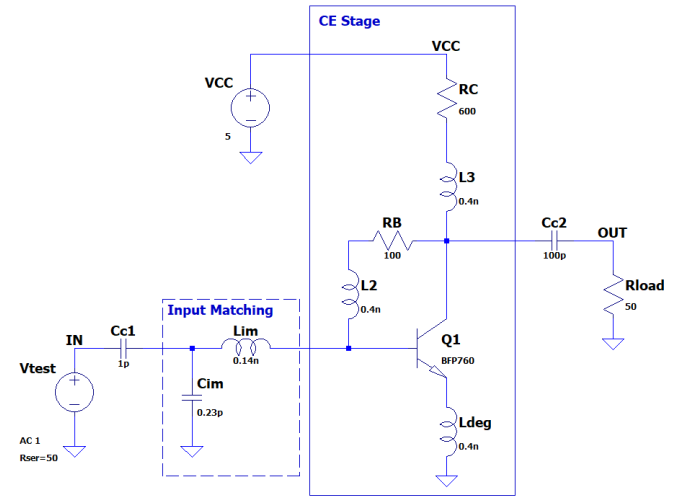 CE Stage
VCC
VCC
5
RC
600
L3
0.4n
RB
100
Cc2
100p
OUT
Rload
50
L2
0.4n
Input Matching
IN
Cc1
1p
Lim
0.14n
Q1
BFP760
Vtest
Cim
0.23p
Ldeg
0.4n
AC 1
Rser=50